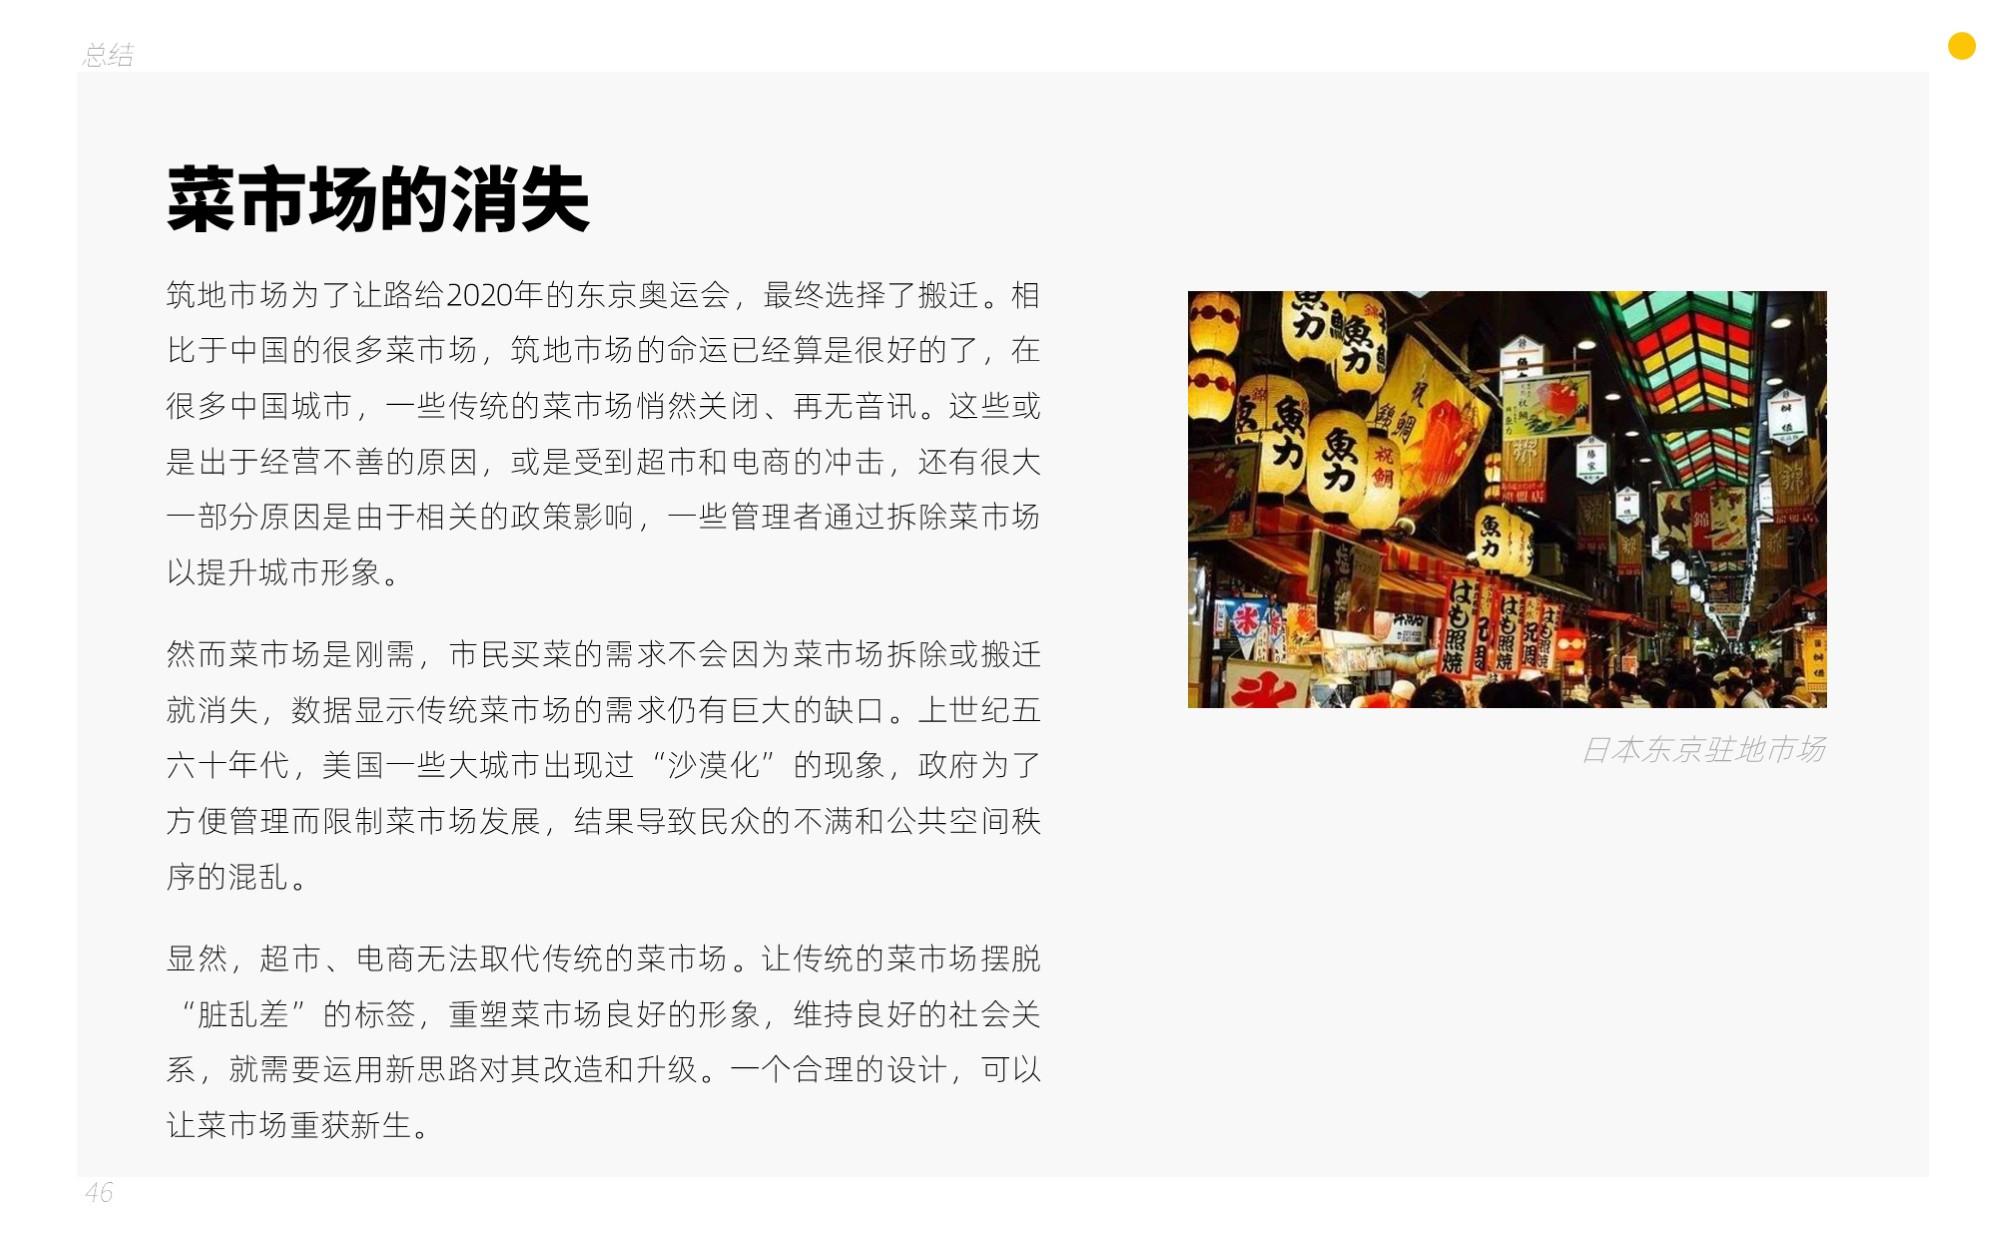 总结
菜市场的消失
筑地市场为了让路给2020年的东京奥运会，最终选择了搬迁。相
比于中国的很多菜市场，筑地市场的命运已经算是很好的了，在
很多中国城市，一些传统的菜市场悄然关闭、再无音讯。这些或
是出于经营不善的原因，或是受到超市和电商的冲击，还有很大
一部分原因是由于相关的政策影响，一些管理者通过拆除菜市场
以提升城市形象。
然而菜市场是刚需，市民买菜的需求不会因为菜市场拆除或搬迁
就消失，数据显示传统菜市场的需求仍有巨大的缺口。上世纪五
六十年代，美国一些大城市出现过“沙漠化”的现象，政府为了
方便管理而限制菜市场发展，结果导致民众的不满和公共空间秩
序的混乱。
显然，超市、电商无法取代传统的菜市场。让传统的菜市场摆脱
“脏乱差”的标签，重塑菜市场良好的形象，维持良好的社会关
系，就需要运用新思路对其改造和升级。一个合理的设计，可以
让菜市场重获新生。
魚力
魚力
魚力
魚力
祝鯛
魚力
錦
はも照焼
はも照焼
はも照焼
氷
氷
日本东京驻地市场
46